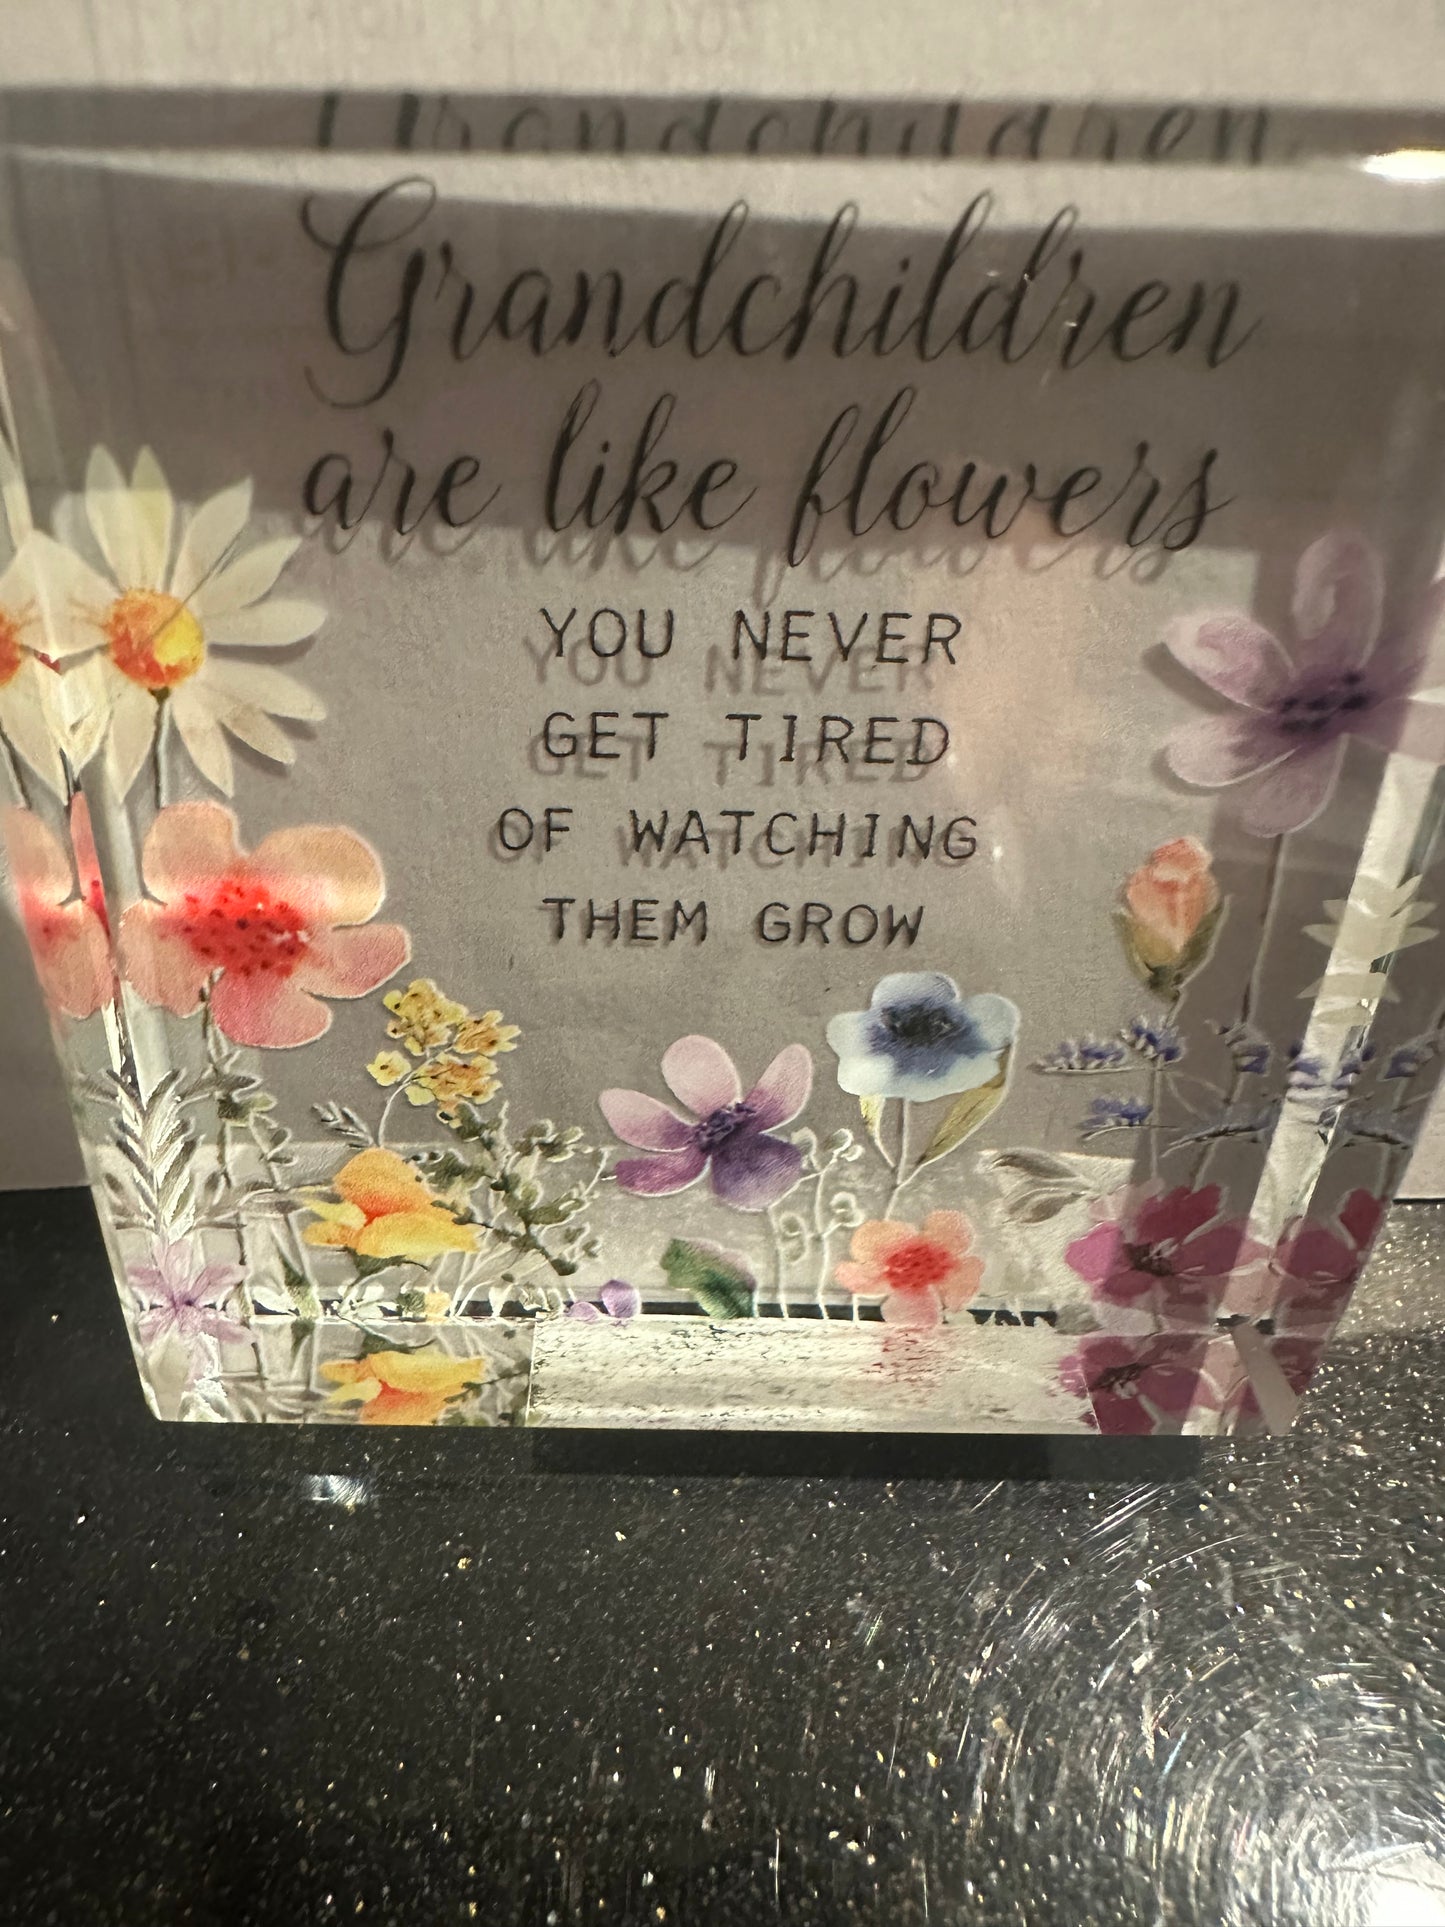 Grandchildren
are like flowers
YOU NEVER
GET TIRED
OF WATCHING
THEM GROW